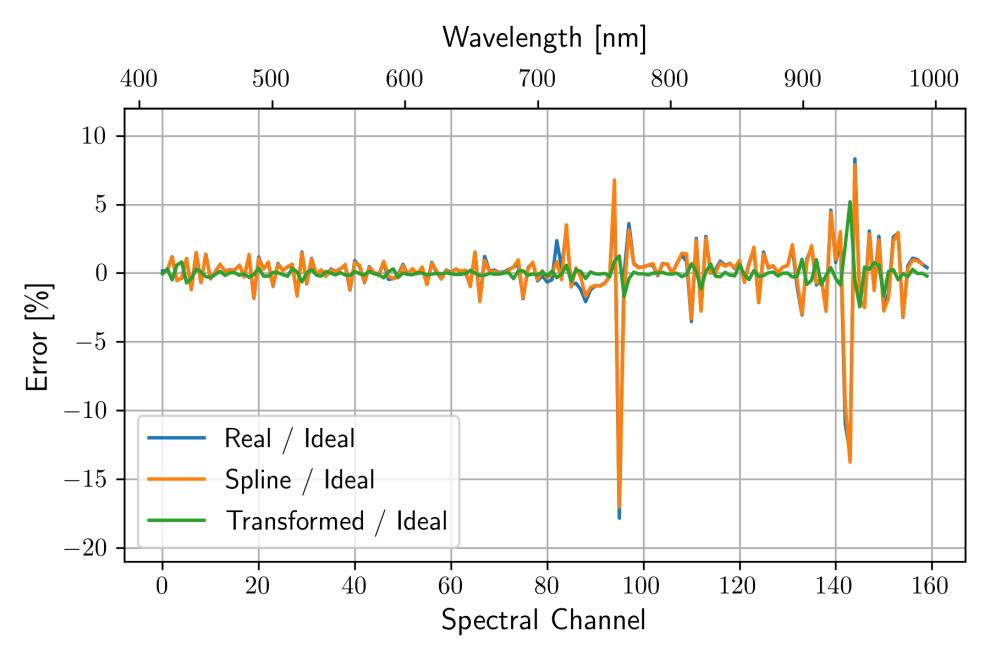 Wavelength [nm]
400 500 600 700 800 900 1000
10
5
0
−5
−10
−15
−20
Error [%]
Real / Ideal
Spline / Ideal
Transformed / Ideal
0 20 40 60 80 100 120 140 160
Spectral Channel